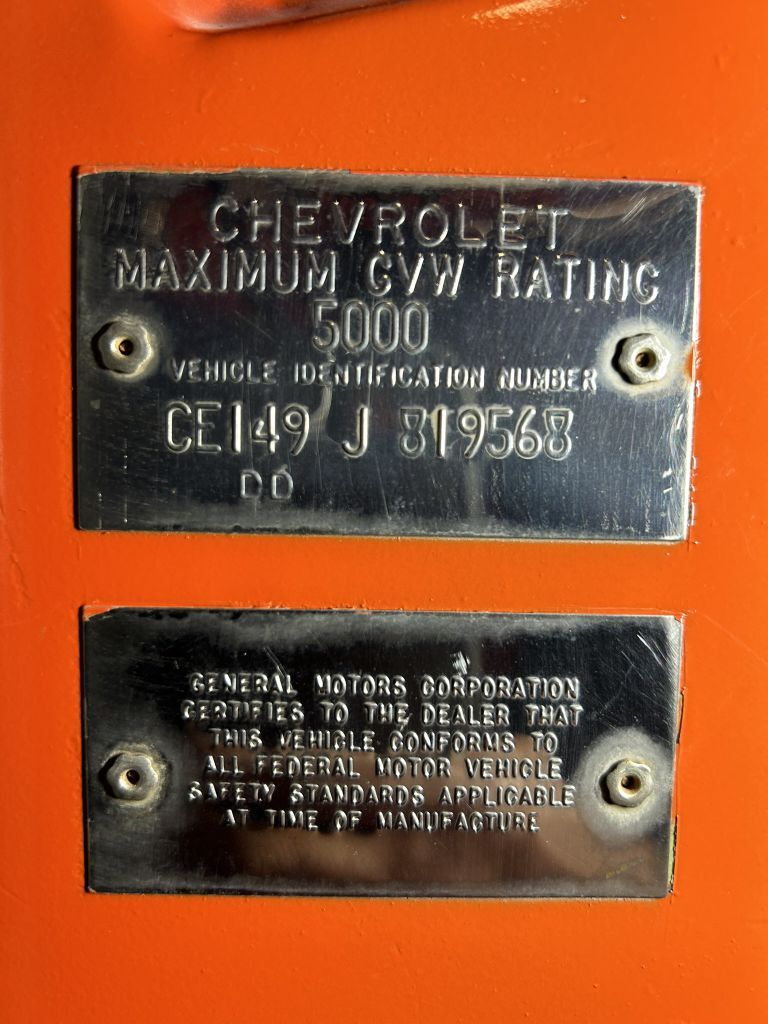 CHEVROLET
MAXIMUM GVW RATING
5000
VEHICLE IDENTIFICATION NUMBER
CE149 J 819568
DD
GENERAL MOTORS CORPORATION
CERTIFIES TO THE DEALER THAT
THIS VEHICLE CONFORMS TO
ALL FEDERAL MOTOR VEHICLE
SAFETY STANDARDS APPLICABLE
AT TIME OF MANUFACTURE